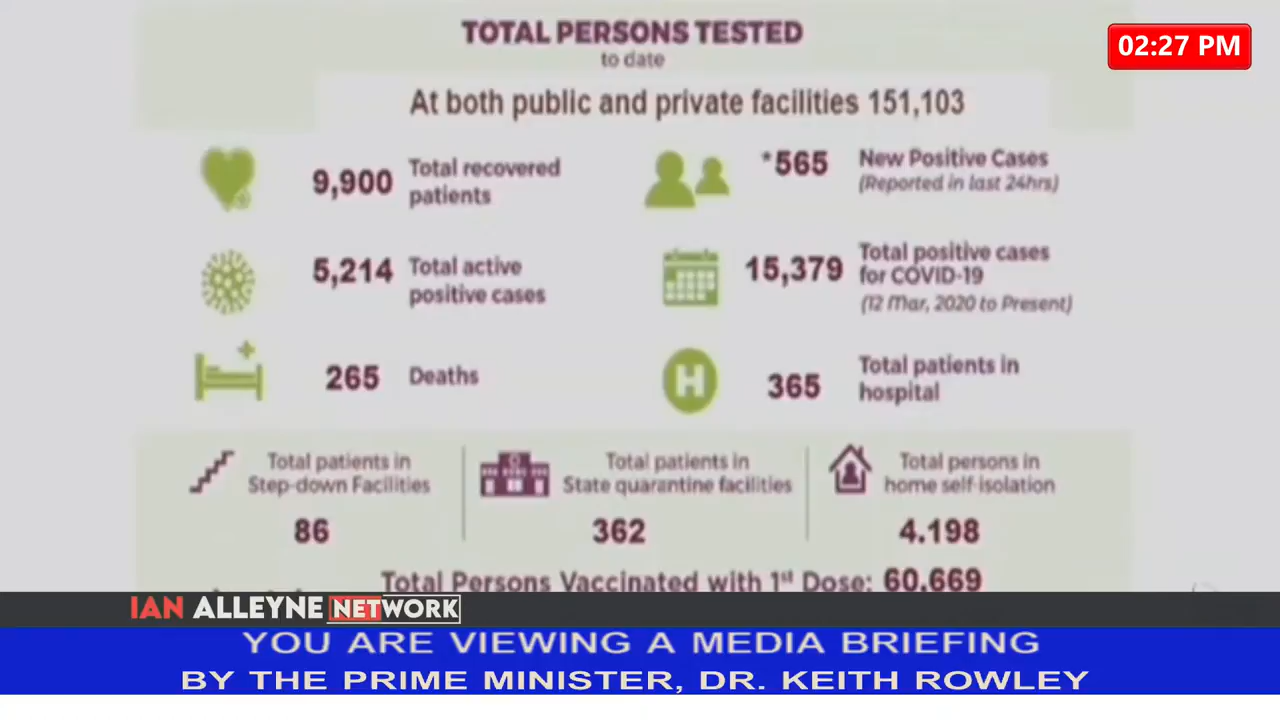 TOTAL PERSONS TESTED
to date
02:27 PM
At both public and private facilities 151,103
9,900 Total recovered
patients
*565 New Positive Cases
(Reported in last 24hrs)
5,214 Total active
positive cases
15,379 Total positive cases
for COVID-19
(12 Mar, 2020 to Present)
265 Deaths
365 Total patients in
hospital
Total patients in
Step-down Facilities
86
Total patients in
State quarantine facilities
362
Total persons in
home self-isolation
4.198
Total Persons Vaccinated with 1st Dose: 60,669
IAN ALLEYNE NETWORK
YOU ARE VIEWING A MEDIA BRIEFING
BY THE PRIME MINISTER, DR. KEITH ROWLEY